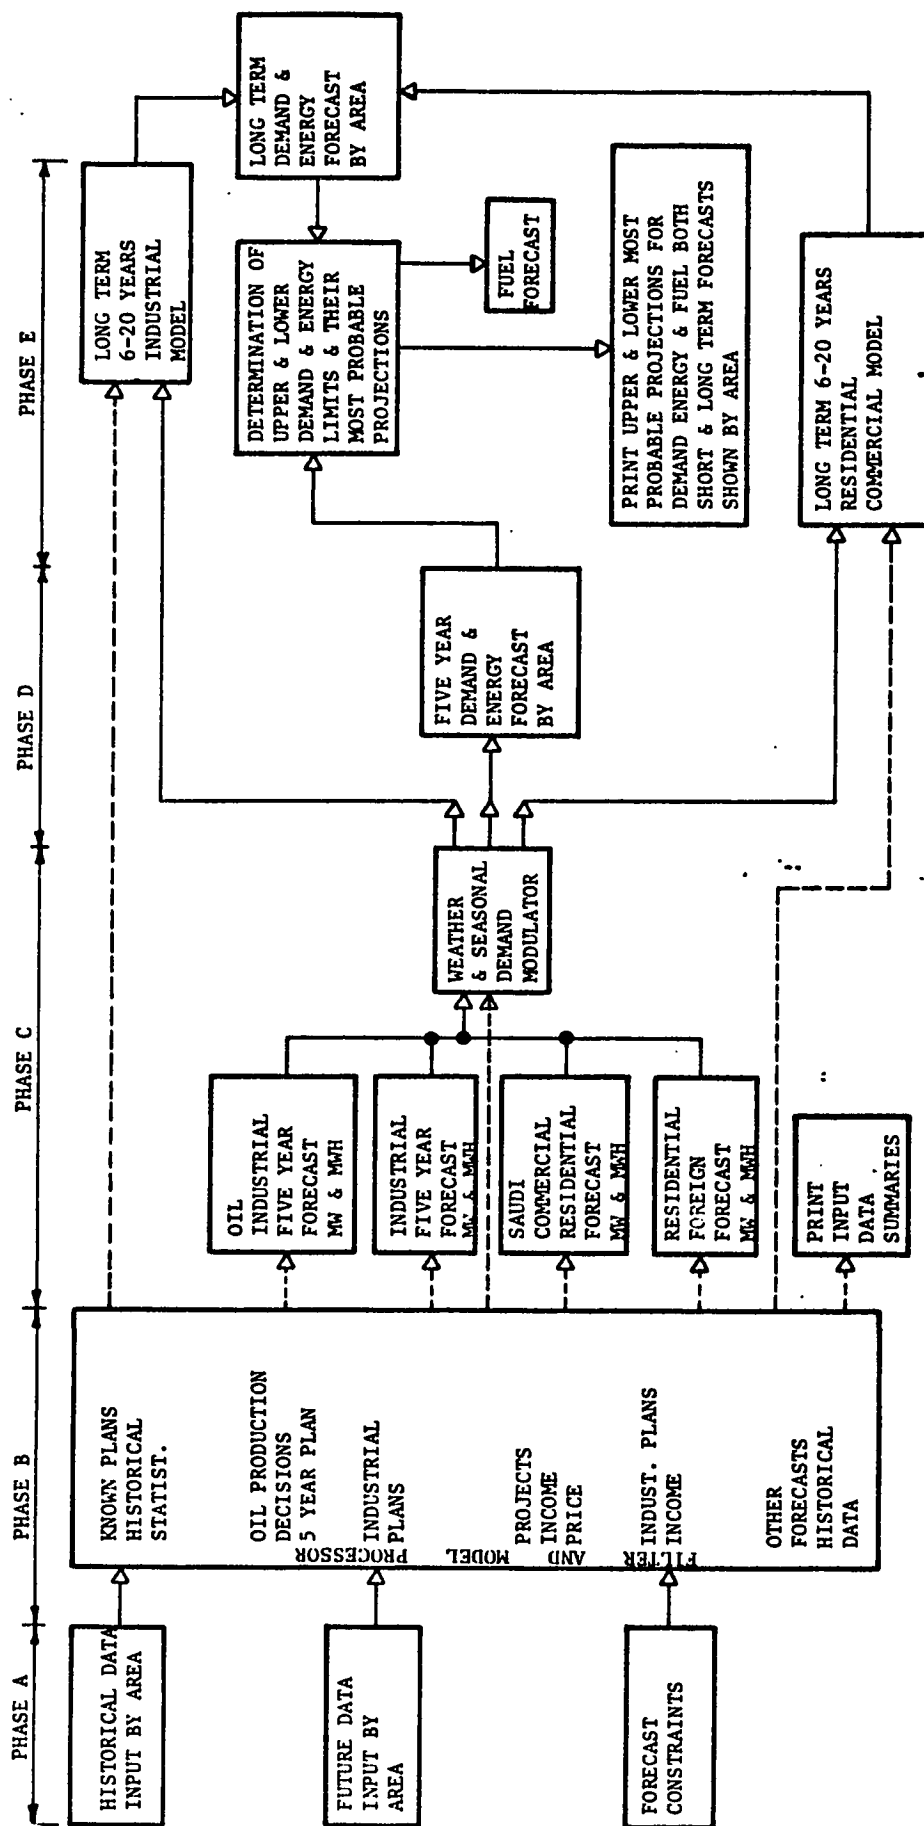 PHASE A
PHASE B
PHASE C
PHASE D
PHASE E
HISTORICAL DATA
INPUT BY AREA
FUTURE DATA
INPUT BY
AREA
FORECAST
CONSTRAINTS
KNOWN PLANS
HISTORICAL
STATIST.
OIL PRODUCTION
DECISIONS
5 YEAR PLAN
INDUSTRIAL
PLANS
PROJECTS
INCOME
PRICE
INDUST. PLANS
INCOME
OTHER
FORECASTS
HISTORICAL
DATA
FILTER AND MODEL PROCESSOR
OIL
INDUSTRIAL
FIVE YEAR
FORECAST
MW & MWH
INDUSTRIAL
FIVE YEAR
FORECAST
MW & MWH
SAUDI
COMMERCIAL
RESIDENTIAL
FORECAST
MW & MWH
RESIDENTIAL
FOREIGN
FORECAST
MW & MWH
PRINT
INPUT
DATA
SUMMARIES
WEATHER
& SEASONAL
DEMAND
MODULATOR
FIVE YEAR
DEMAND &
ENERGY
FORECAST
BY AREA
LONG TERM
6-20 YEARS
INDUSTRIAL
MODEL
LONG TERM
DEMAND &
ENERGY
FORECAST
BY AREA
DETERMINATION OF
UPPER & LOWER
DEMAND & ENERGY
LIMITS & THEIR
MOST PROBABLE
PROJECTIONS
FUEL
FORECAST
PRINT UPPER & LOWER MOST
PROBABLE PROJECTIONS FOR
DEMAND ENERGY & FUEL BOTH
SHORT & LONG TERM FORECASTS
SHOWN BY AREA
LONG TERM 6-20 YEARS
RESIDENTIAL
COMMERCIAL MODEL